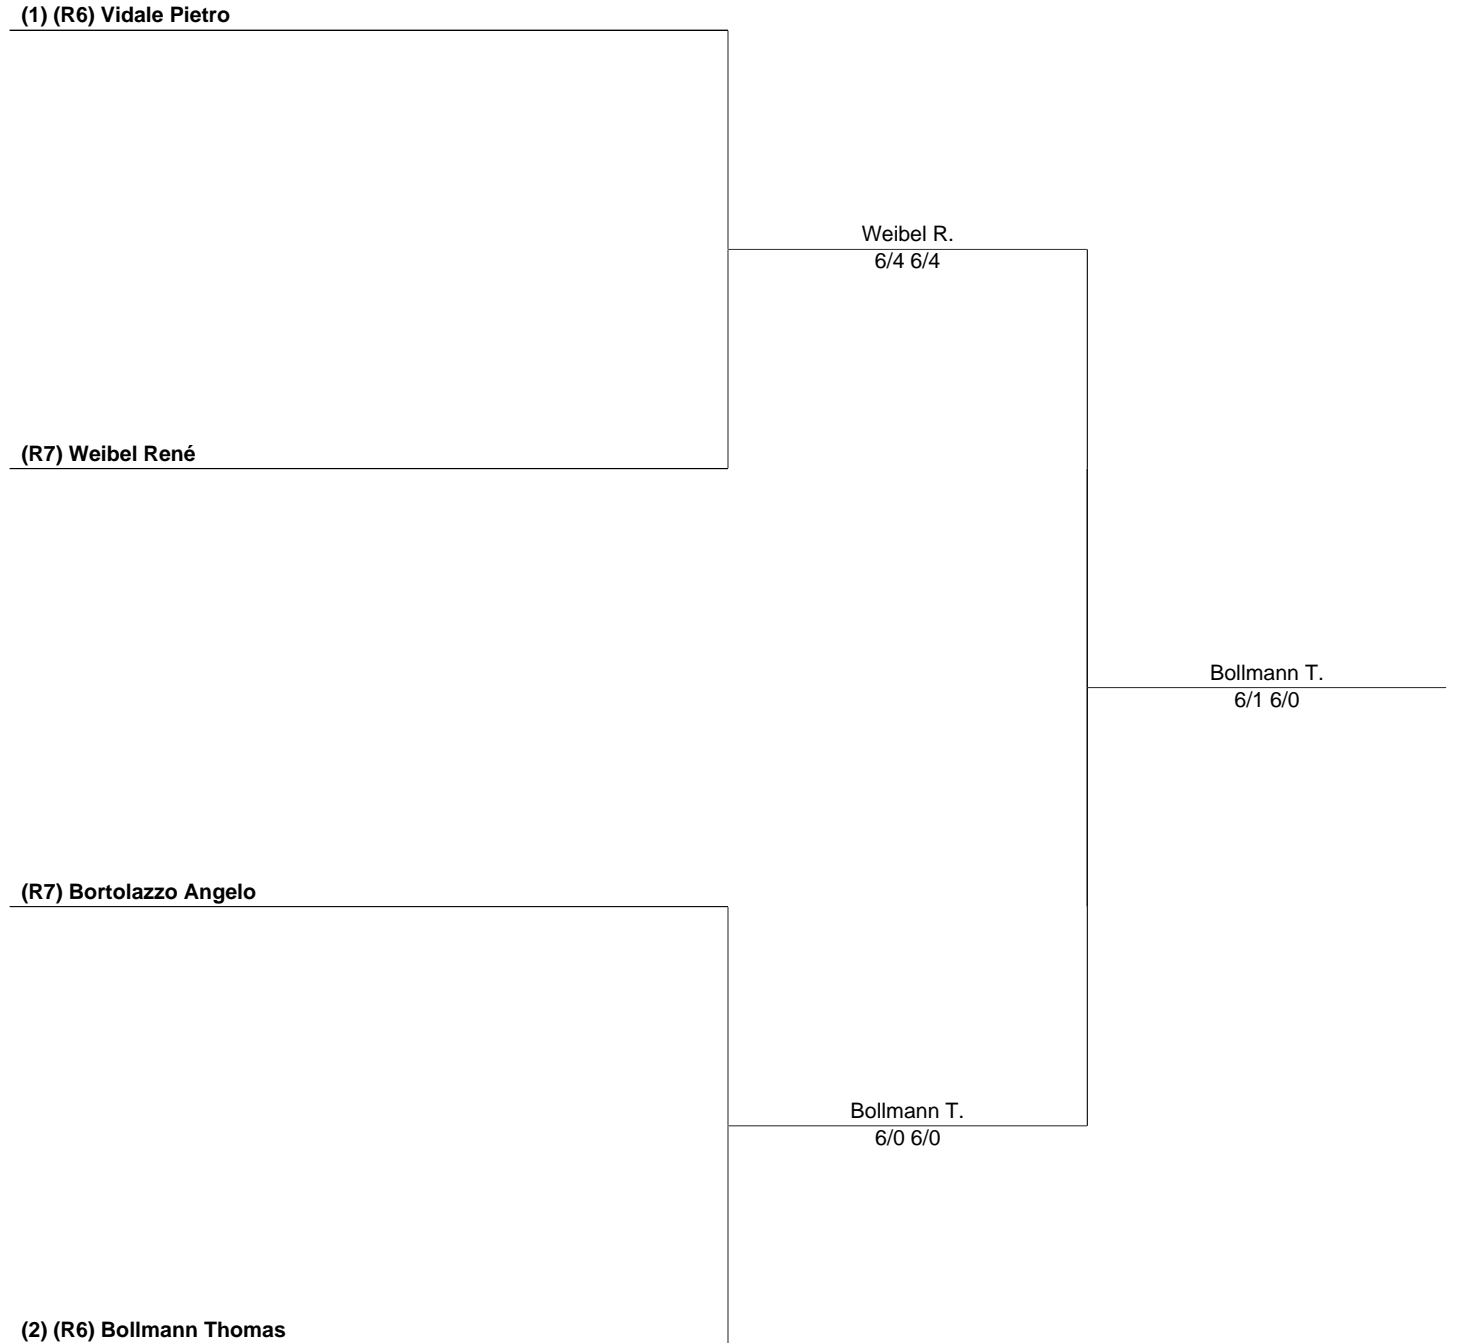 (1) (R6) Vidale Pietro
Weibel R.
6/4 6/4
(R7) Weibel René
Bollmann T.
6/1 6/0
(R7) Bortolazzo Angelo
Bollmann T.
6/0 6/0
(2) (R6) Bollmann Thomas